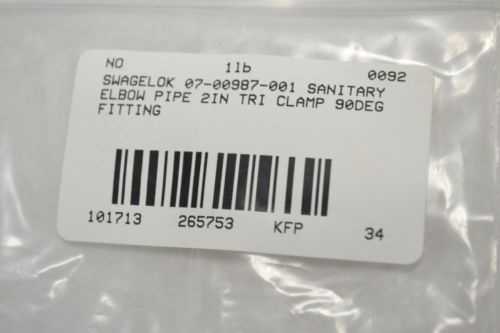 NO 1lb 0092
SWAGELOK 07-00987-001 SANITARY
ELBOW PIPE 2IN TRI CLAMP 90DEG
FITTING
101713 265753 KFP 34